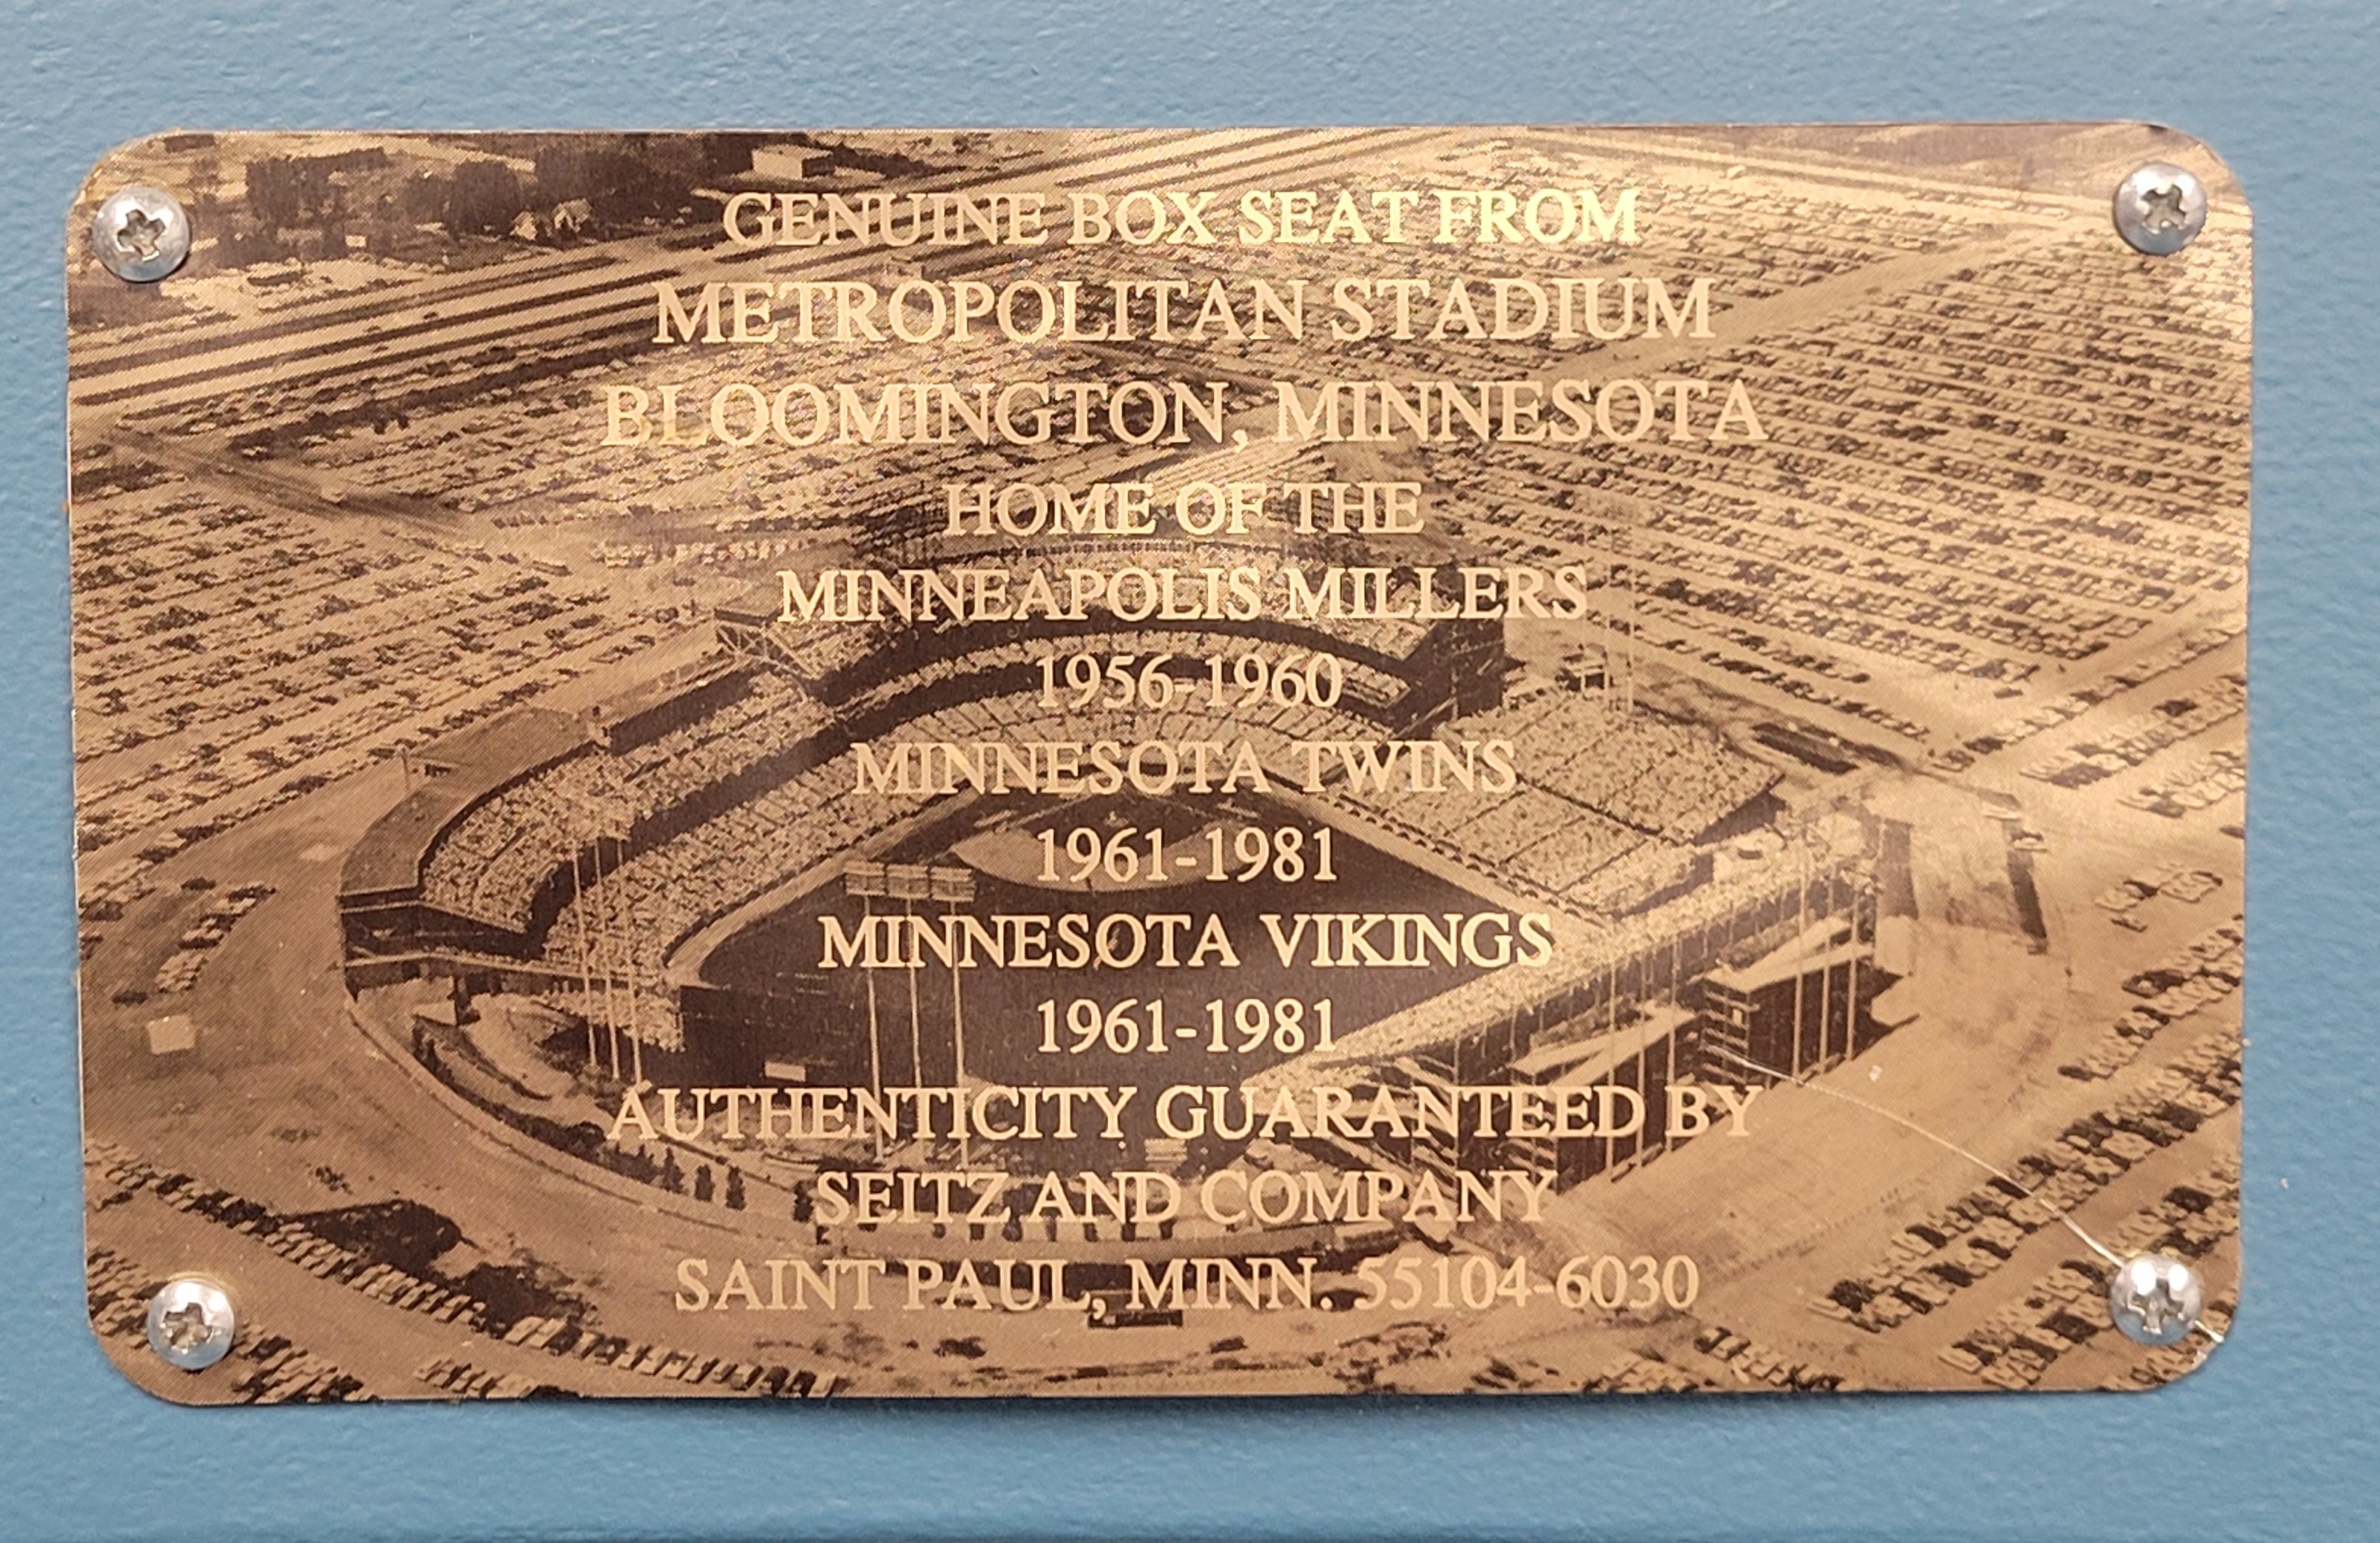 GENUINE BOX SEAT FROM
METROPOLITAN STADIUM
BLOOMINGTON, MINNESOTA
HOME OF THE
MINNEAPOLIS MILLERS
1956-1960
MINNESOTA TWINS
1961-1981
MINNESOTA VIKINGS
1961-1981
AUTHENTICITY GUARANTEED BY
SEITZ AND COMPANY
SAINT PAUL, MINN. 55104-6030